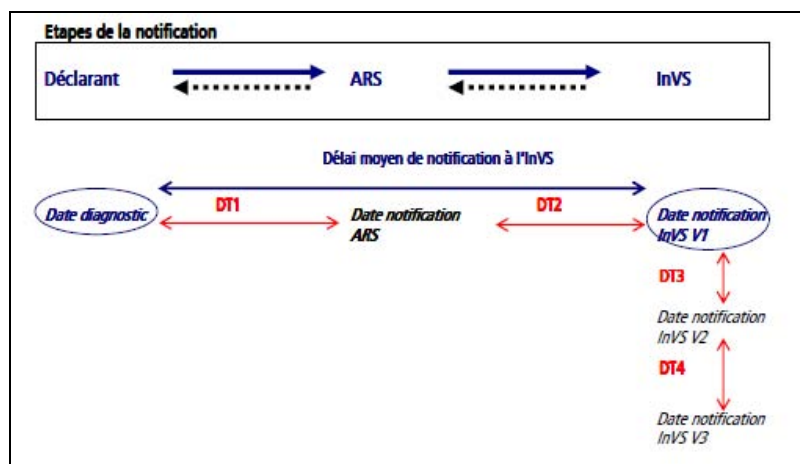 Etapes de la notification
Déclarant ARS InVS
Délai moyen de notification à l'InVS
Date diagnostic DT1 Date notification DT2 Date notification
ARS InVS V1
DT3
Date notification
InVS V2
DT4
Date notification
InVS V3